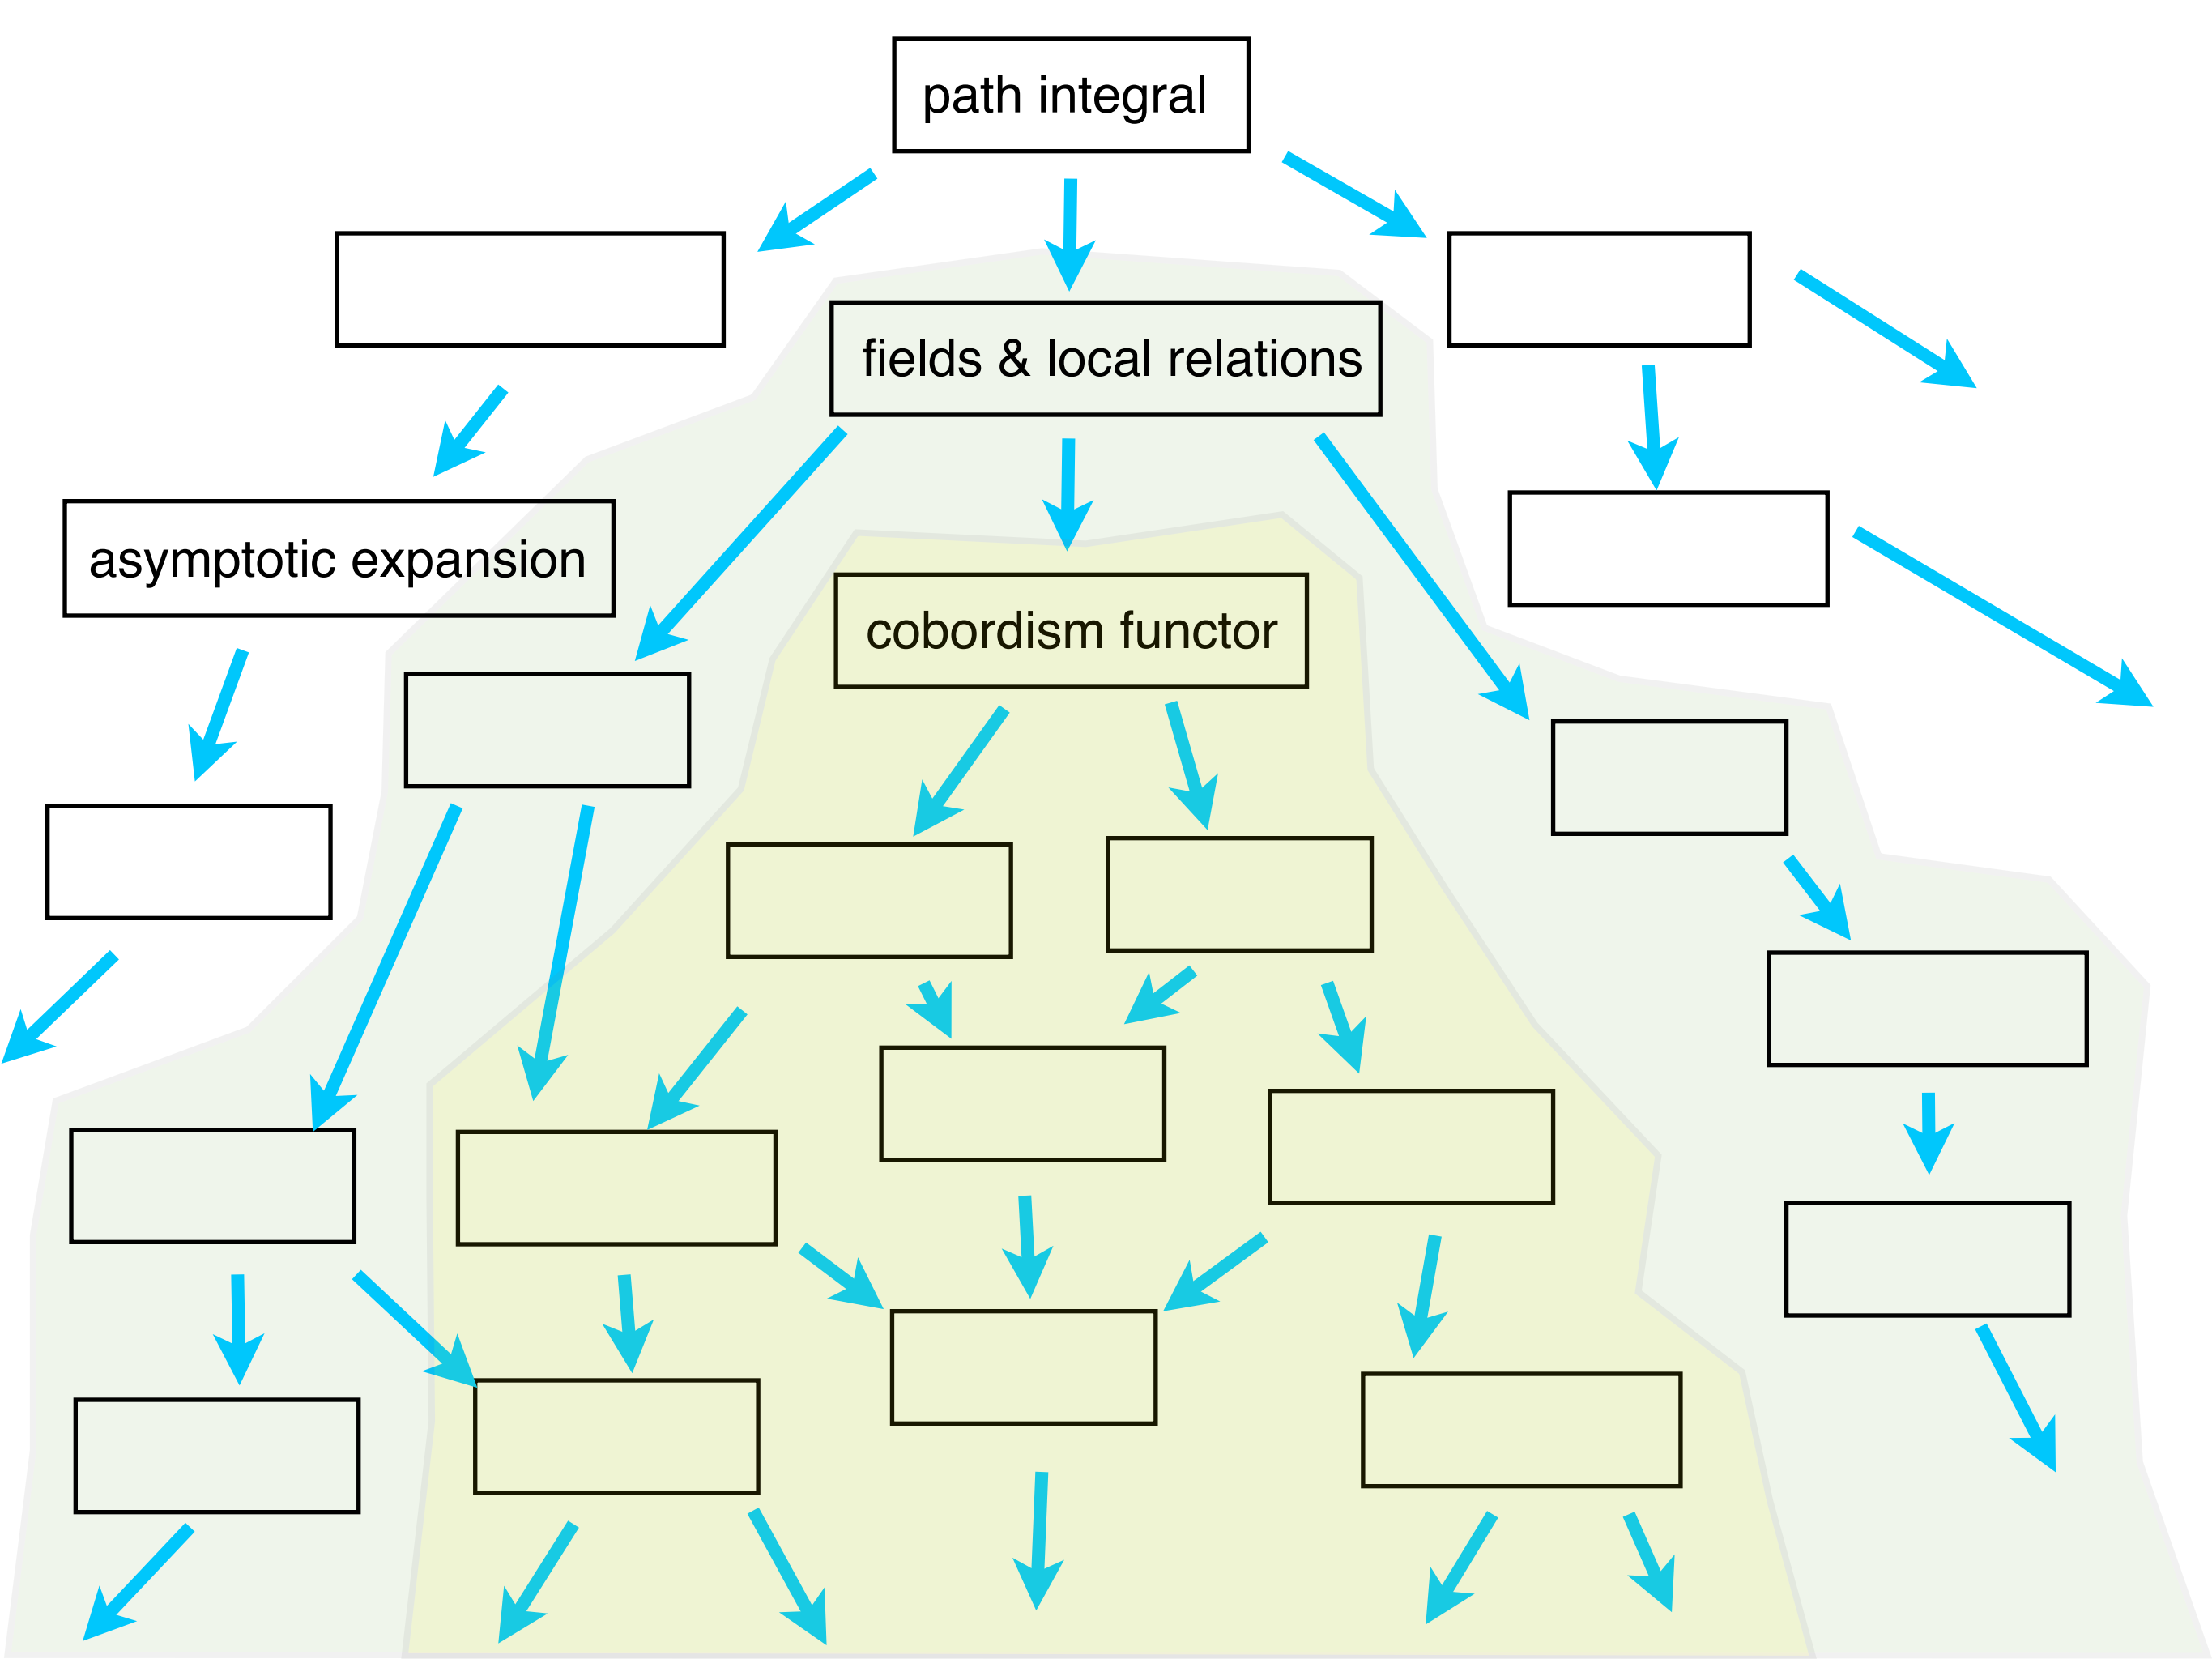 path integral
fields & local relations
asymptotic expansion
cobordism functor